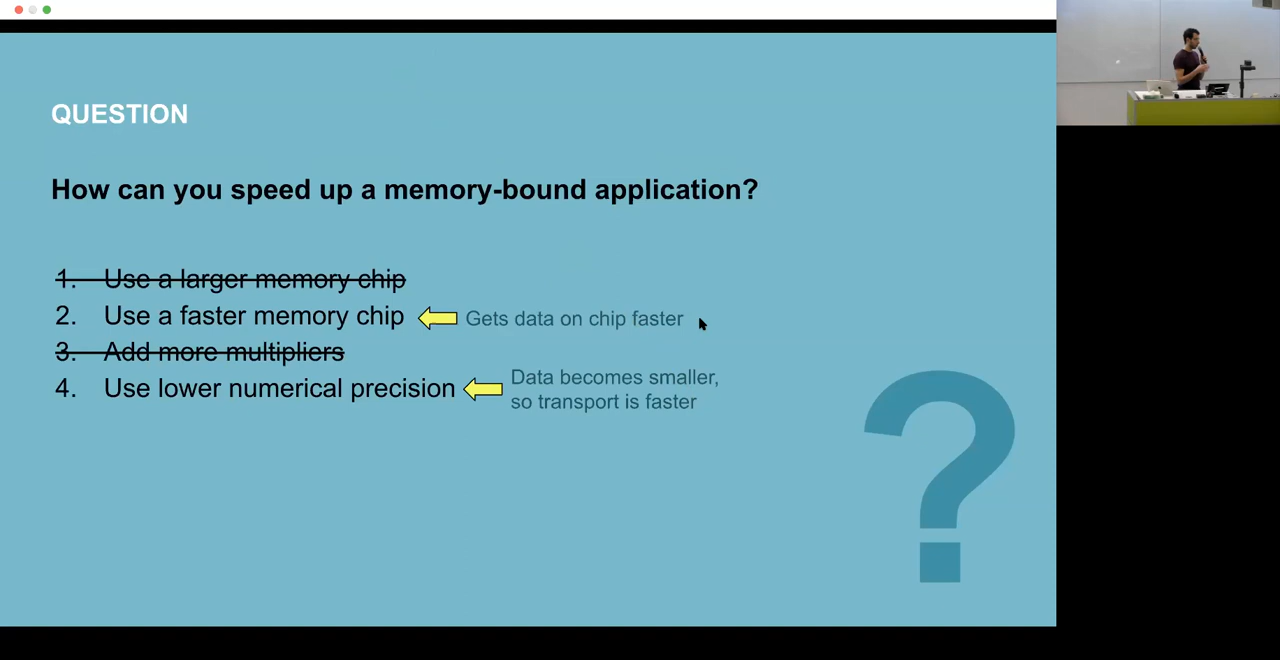 QUESTION
How can you speed up a memory-bound application?
1. Use a larger memory chip
2. Use a faster memory chip
Gets data on chip faster
3. Add more multipliers
4. Use lower numerical precision
Data becomes smaller,
so transport is faster
?